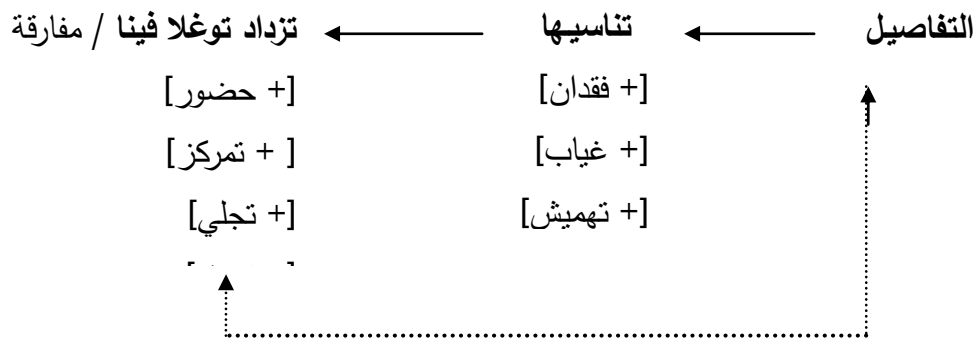 التفاصيل تناسيها تزداد توغلا فينا / مفارقة
[+ فقدان] [+ حضور]
[+ غياب] [ + تمركز]
[+ تهميش] [+ تجلي]